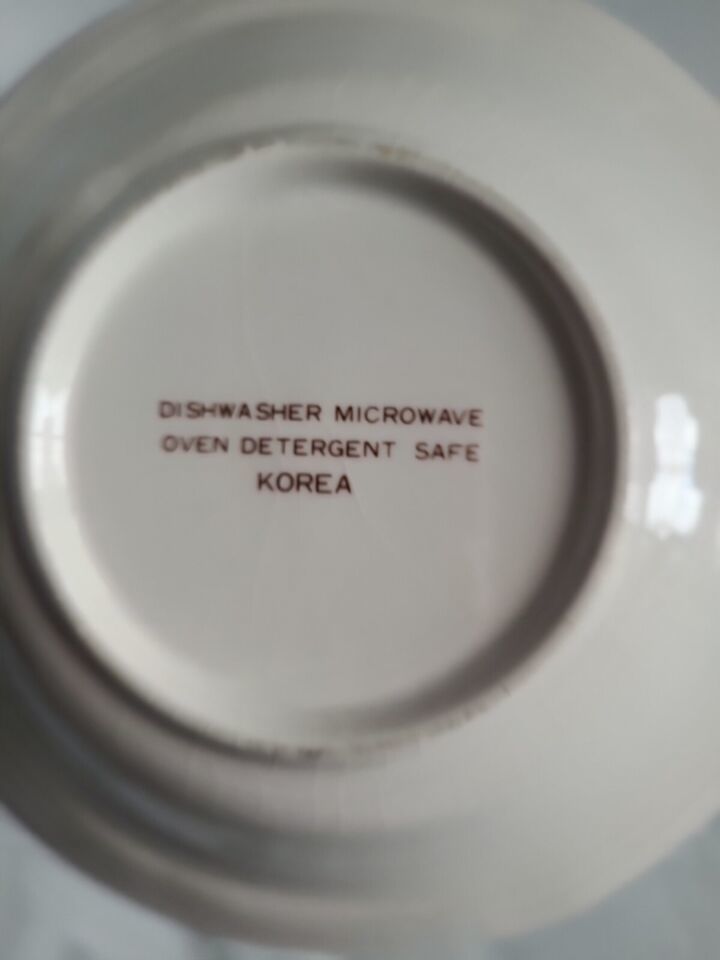 DISHWASHER MICROWAVE
OVEN DETERGENT SAFE
KOREA